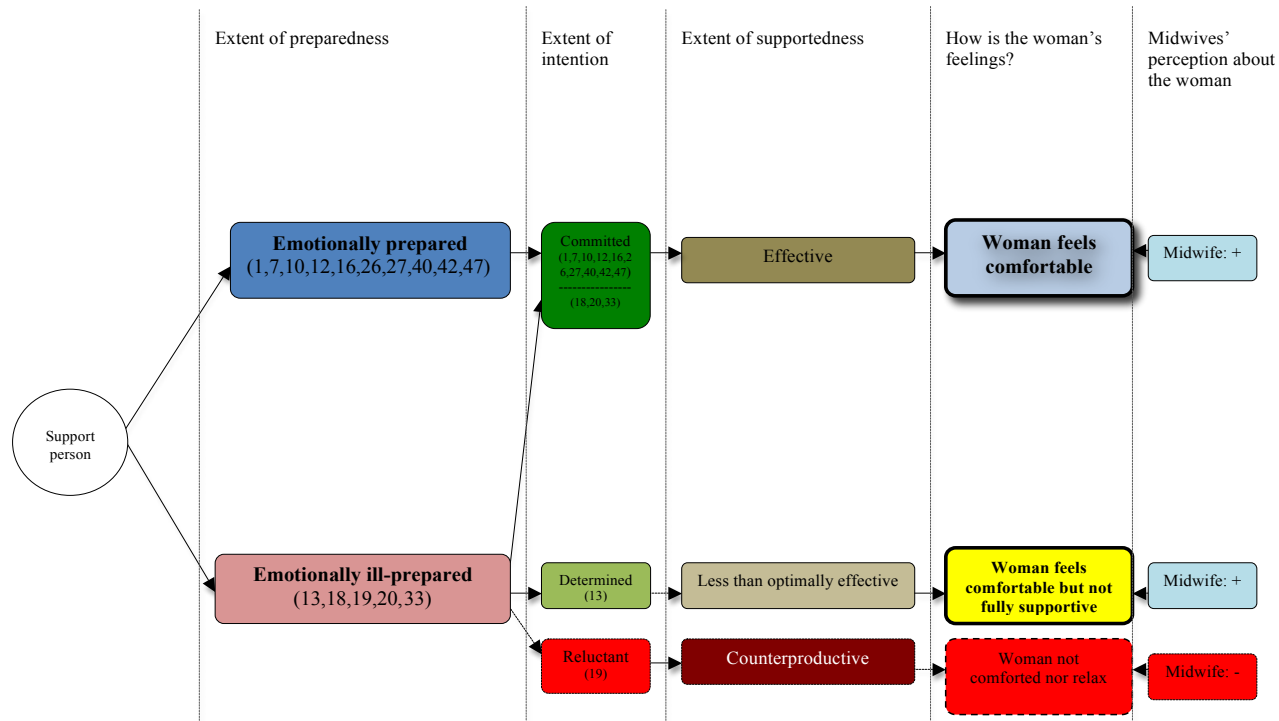 Extent of preparedness
Extent of
intention
Extent of supportedness
How is the woman's
feelings?
Midwives'
perception about
the woman
Emotionally prepared
(1,7,10,12,16,26,27,40,42,47)
Committed
(1,7,10,12,16,2
6,27,40,42,47)
-----------------
(18,20,33)
Effective
Woman feels
comfortable
Midwife: +
Support
person
Emotionally ill-prepared
(13,18,19,20,33)
Determined
(13)
Less than optimally effective
Woman feels
comfortable but not
fully supportive
Midwife: +
Reluctant
(19)
Counterproductive
Woman not
comforted nor relax
Midwife: -